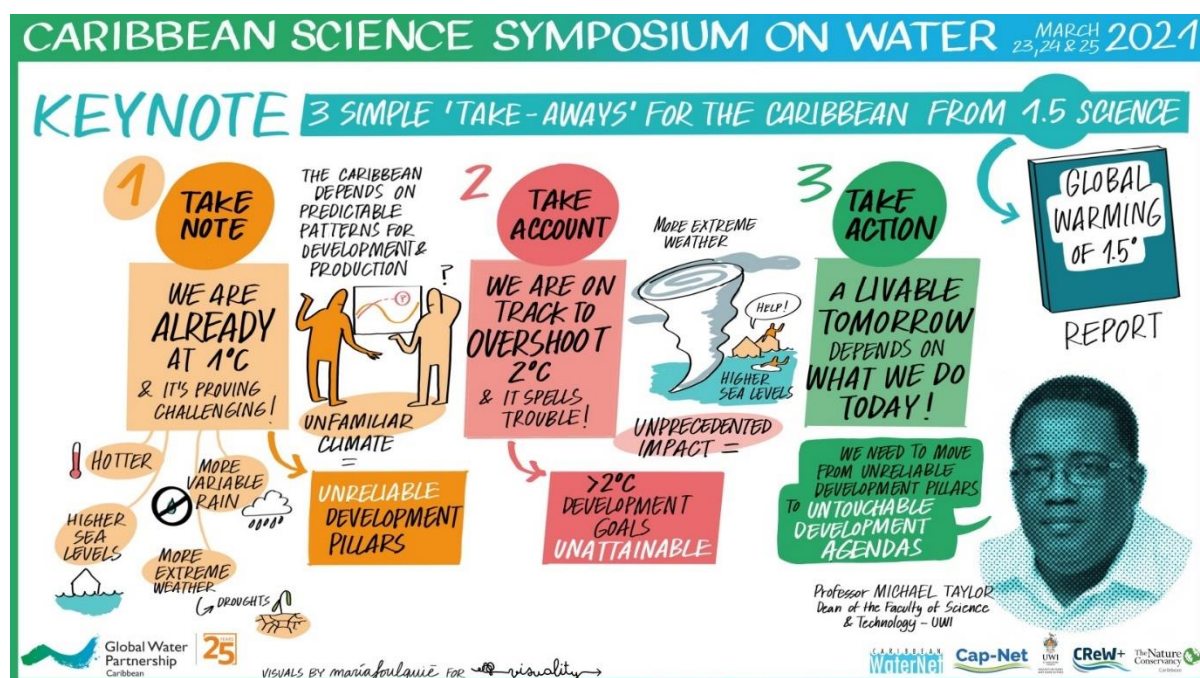 CARIBBEAN SCIENCE SYMPOSIUM ON WATER
MARCH
23, 24 & 25
2021
KEYNOTE
3 SIMPLE 'TAKE-AWAYS' FOR THE CARIBBEAN FROM 1.5 SCIENCE
1
TAKE
NOTE
WE ARE
ALREADY
AT 1°C
& IT'S PROVING
CHALLENGING!
HOTTER
MORE
VARIABLE
RAIN
HIGHER
SEA
LEVELS
MORE
EXTREME
WEATHER
DROUGHTS
THE CARIBBEAN
DEPENDS ON
PREDICTABLE
PATTERNS FOR
DEVELOPMENT &
PRODUCTION
?
?
UNFAMILIAR
CLIMATE
=
UNRELIABLE
DEVELOPMENT
PILLARS
2
TAKE
ACCOUNT
WE ARE ON
TRACK TO
OVERSHOOT
2°C
& IT SPELLS
TROUBLE!
MORE EXTREME
WEATHER
HELP!
HIGHER
SEA LEVELS
UNPRECEDENTED
IMPACT =
>2°C
DEVELOPMENT
GOALS
UNATTAINABLE
3
TAKE
ACTION
A LIVABLE
TOMORROW
DEPENDS ON
WHAT WE DO
TODAY!
WE NEED TO MOVE
FROM UNRELIABLE
DEVELOPMENT PILLARS
TO UNTOUCHABLE
DEVELOPMENT
AGENDAS
GLOBAL
WARMING
OF 1.5°
REPORT
Professor MICHAEL TAYLOR
Dean of the Faculty of Science
& Technology - UWI
Global Water
Partnership
Caribbean
25
YEARS
VISUALS BY maríafoulquié FOR visuality
CARIBBEAN
WaterNet
Cap-Net
UWI
CReW+
The Nature
Conservancy
Caribbean